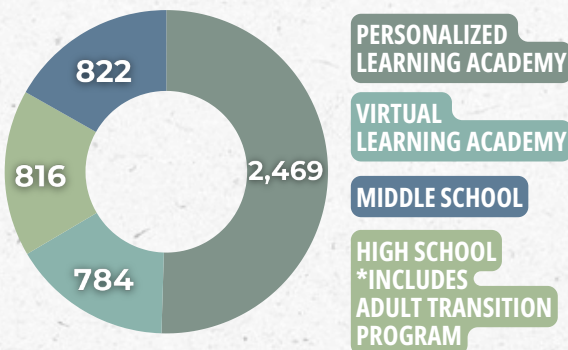 822
816
2,469
784
PERSONALIZED
LEARNING ACADEMY
VIRTUAL
LEARNING ACADEMY
MIDDLE SCHOOL
HIGH SCHOOL
*INCLUDES
ADULT TRANSITION
PROGRAM